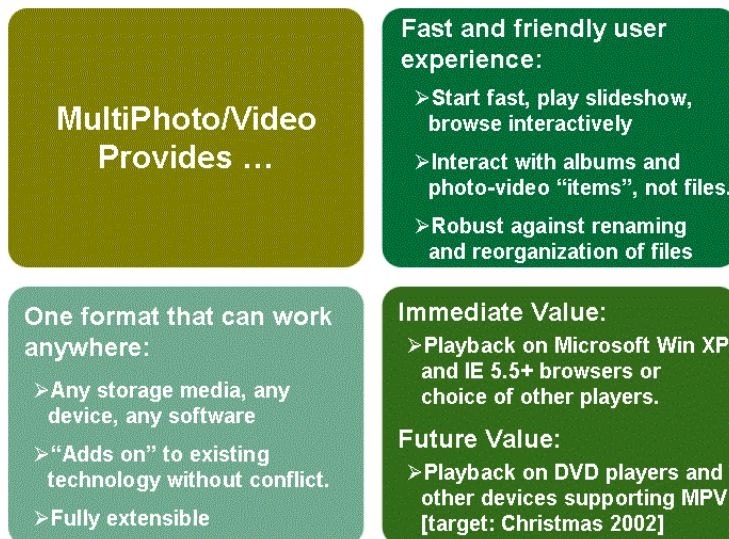 MultiPhoto/Video
Provides …
Fast and friendly user
experience:
➢Start fast, play slideshow,
browse interactively
➢Interact with albums and
photo-video “items”, not files.
➢Robust against renaming
and reorganization of files
One format that can work
anywhere:
➢Any storage media, any
device, any software
➢“Adds on” to existing
technology without conflict.
➢Fully extensible
Immediate Value:
➢Playback on Microsoft Win XP
and IE 5.5+ browsers or
choice of other players.
Future Value:
➢Playback on DVD players and
other devices supporting MPV
[target: Christmas 2002]